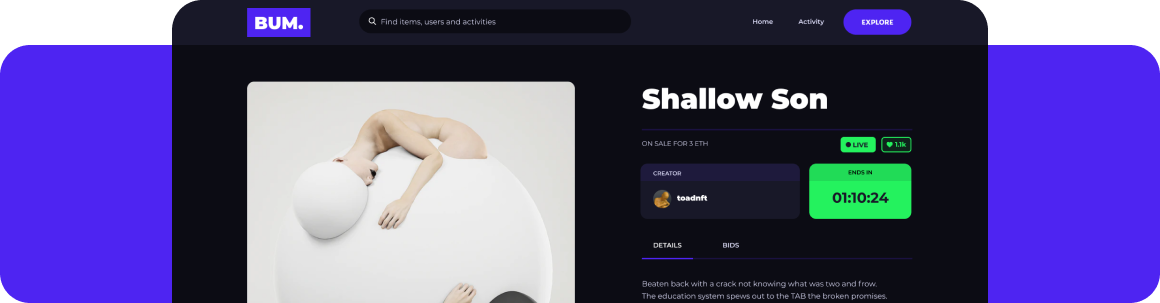 BUM.
Find items, users and activities
Home
Activity
EXPLORE
Shallow Son
ON SALE FOR 3 ETH
LIVE
1.1k
CREATOR
toadnft
ENDS IN
01:10:24
DETAILS
BIDS
Beaten back with a crack not knowing what was two and frow.
The education system spews out to the TAB the broken promises.